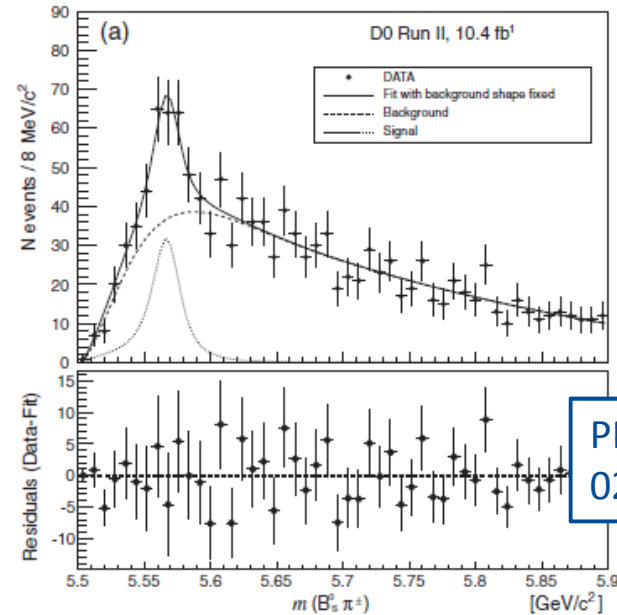 (a)
D0 Run II, 10.4 fb¹
DATA
Fit with background shape fixed
Background
Signal
N events / 8 MeV/c²
90
80
70
60
50
40
30
20
10
0
Residuals (Data-Fit)
15
10
5
0
-5
-10
5.5 5.55 5.6 5.65 5.7 5.75 5.8 5.85 5.9
m (B⁰ₛ π±) [GeV/c²]
02